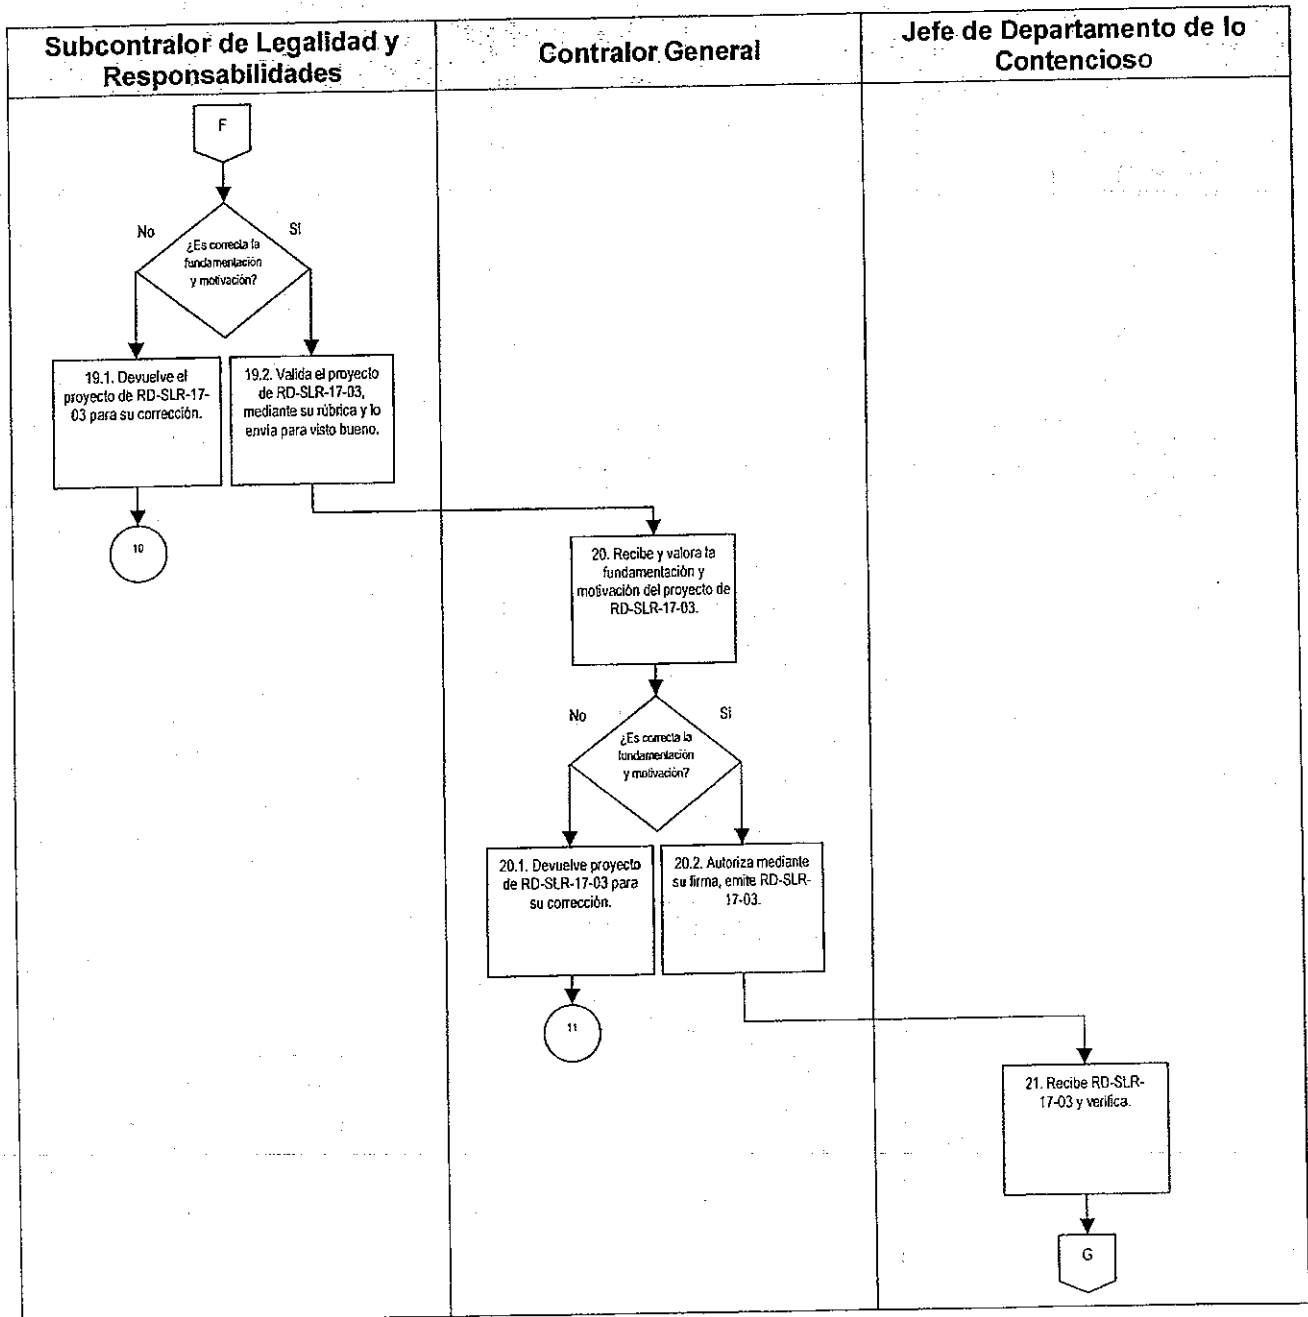 Subcontralor de Legalidad y
Responsabilidades
Contralor General
Jefe de Departamento de lo
Contencioso
F
No
Sí
¿Es correcta la
fundamentación
y motivación?
19.1. Devuelve el
proyecto de RD-SLR-17-
03 para su corrección.
19.2. Valida el proyecto
de RD-SLR-17-03,
mediante su rúbrica y lo
envía para visto bueno.
10
20. Recibe y valora la
fundamentación y
motivación del proyecto de
RD-SLR-17-03.
No
Sí
¿Es correcta la
fundamentación
y motivación?
20.1. Devuelve proyecto
de RD-SLR-17-03 para
su corrección.
20.2. Autoriza mediante
su firma, emite RD-SLR-
17-03.
11
21. Recibe RD-SLR-
17-03 y verifica.
G